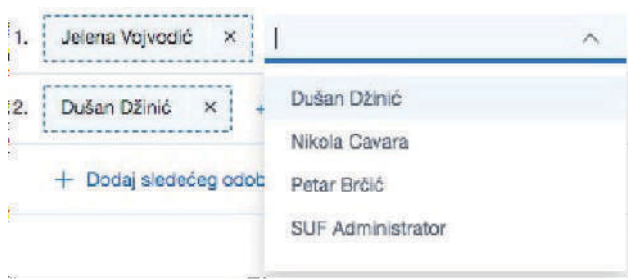 1. Jelena Vojvodić ×
2. Dušan Džinić × +
+ Dodaj sledećeg odob
Dušan Džinić
Nikola Cavara
Petar Brčić
SUF Administrator